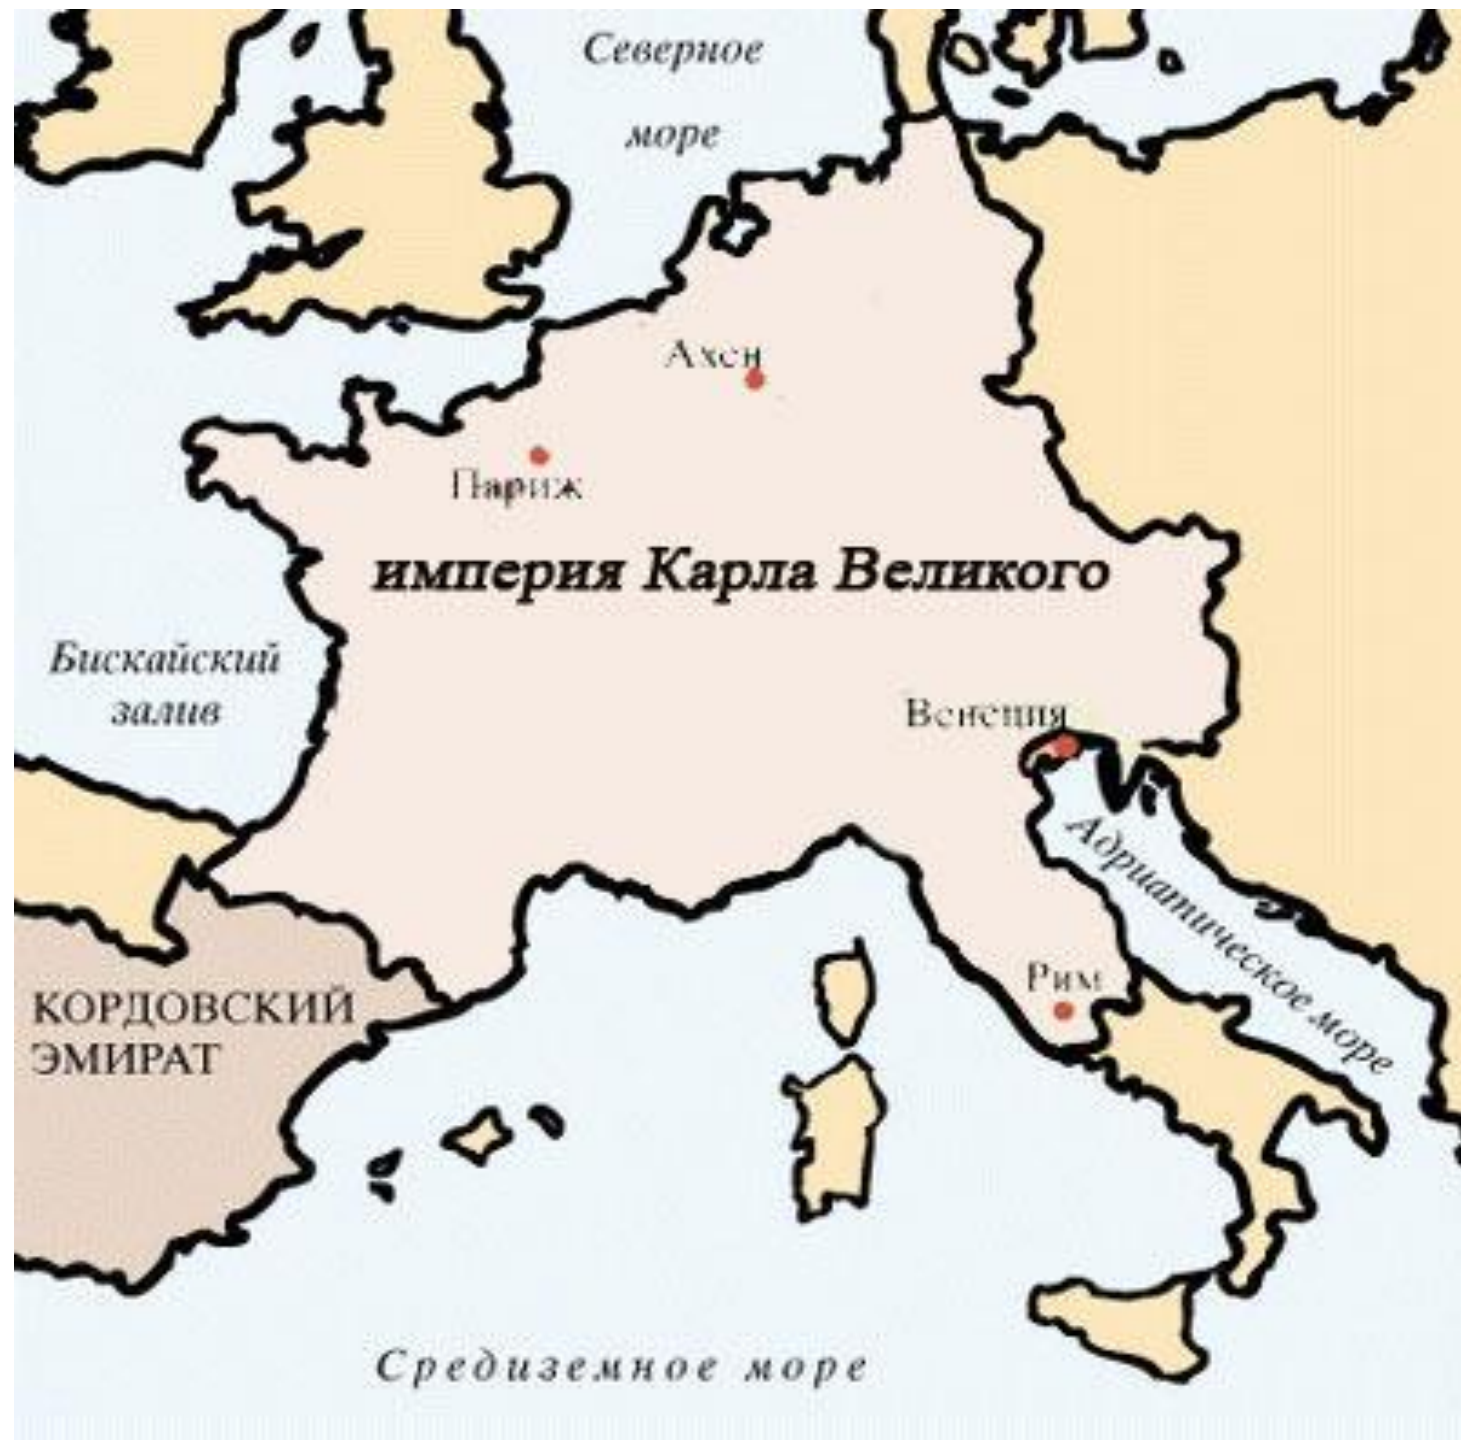 Северное
море
Ахен
Париж
империя Карла Великого
Бискайский
залив
Венеция
Адриатическое море
Рим
КОРДОВСКИЙ
ЭМИРАТ
Средиземное море